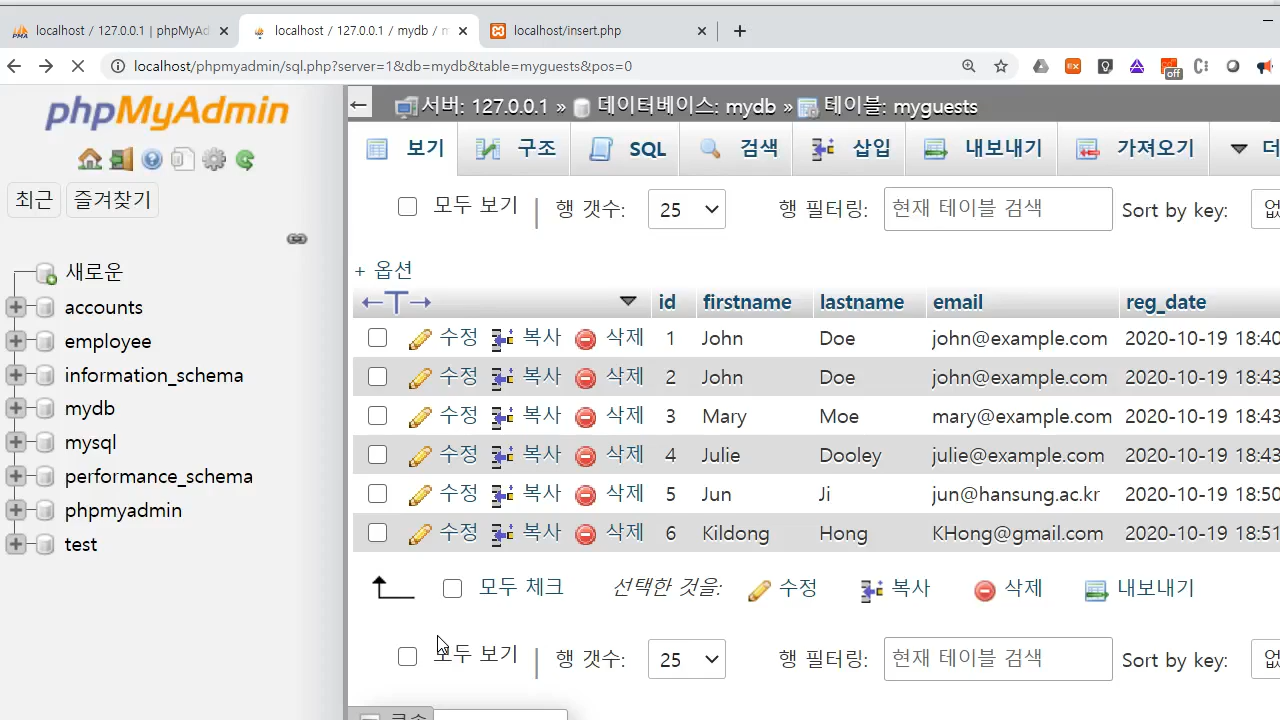 localhost / 127.0.0.1 | phpMyAd
localhost / 127.0.0.1 / mydb / m
localhost/insert.php
localhost/phpmyadmin/sql.php?server=1&db=mydb&table=myguests&pos=0
off
phpMyAdmin
최근 즐겨찾기
새로운
accounts
employee
information_schema
mydb
mysql
performance_schema
phpmyadmin
test
서버: 127.0.0.1 » 데이터베이스: mydb » 테이블: myguests
보기 구조 SQL 검색 삽입 내보내기 가져오기 더
모두 보기 | 행 갯수: 25 행 필터링: 현재 테이블 검색 Sort by key: 없
+ 옵션
←T→ id firstname lastname email reg_date
수정 복사 삭제 1 John Doe john@example.com 2020-10-19 18:40
수정 복사 삭제 2 John Doe john@example.com 2020-10-19 18:43
수정 복사 삭제 3 Mary Moe mary@example.com 2020-10-19 18:43
수정 복사 삭제 4 Julie Dooley julie@example.com 2020-10-19 18:43
수정 복사 삭제 5 Jun Ji jun@hansung.ac.kr 2020-10-19 18:50
수정 복사 삭제 6 Kildong Hong KHong@gmail.com 2020-10-19 18:51
모두 체크 선택한 것을: 수정 복사 삭제 내보내기
모두 보기 | 행 갯수: 25 행 필터링: 현재 테이블 검색 Sort by key: 없